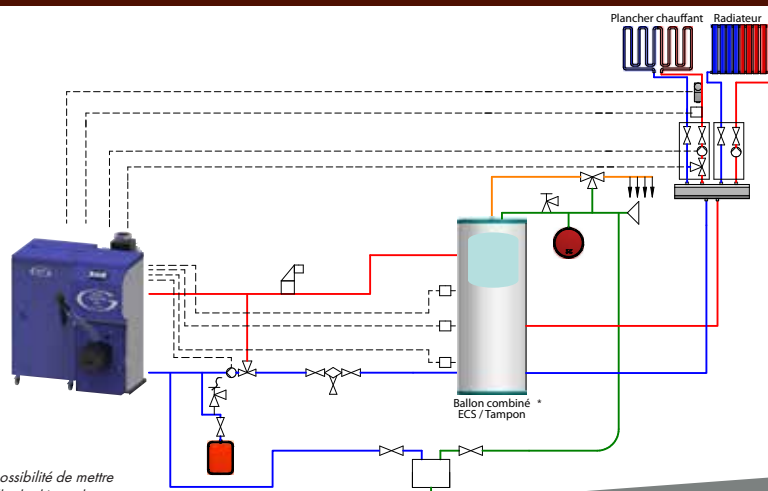 Plancher chauffant Radiateur
Ballon combiné *
ECS / Tampon
ossibilité de mettre